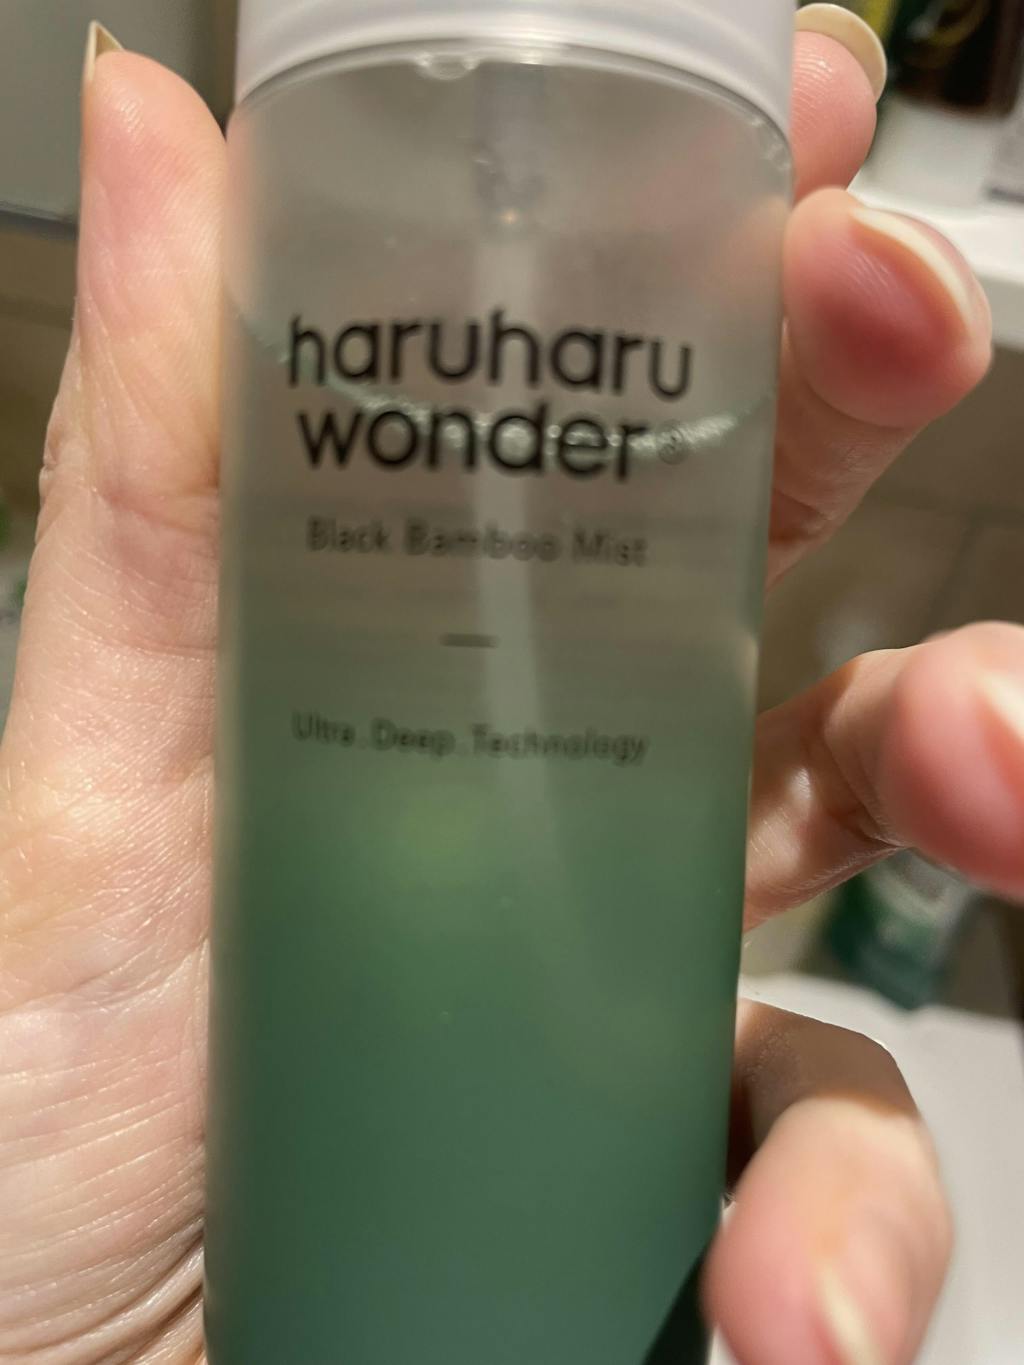 haruharu
wonder®
Black Bamboo Mist
Ultra.Deep.Technology